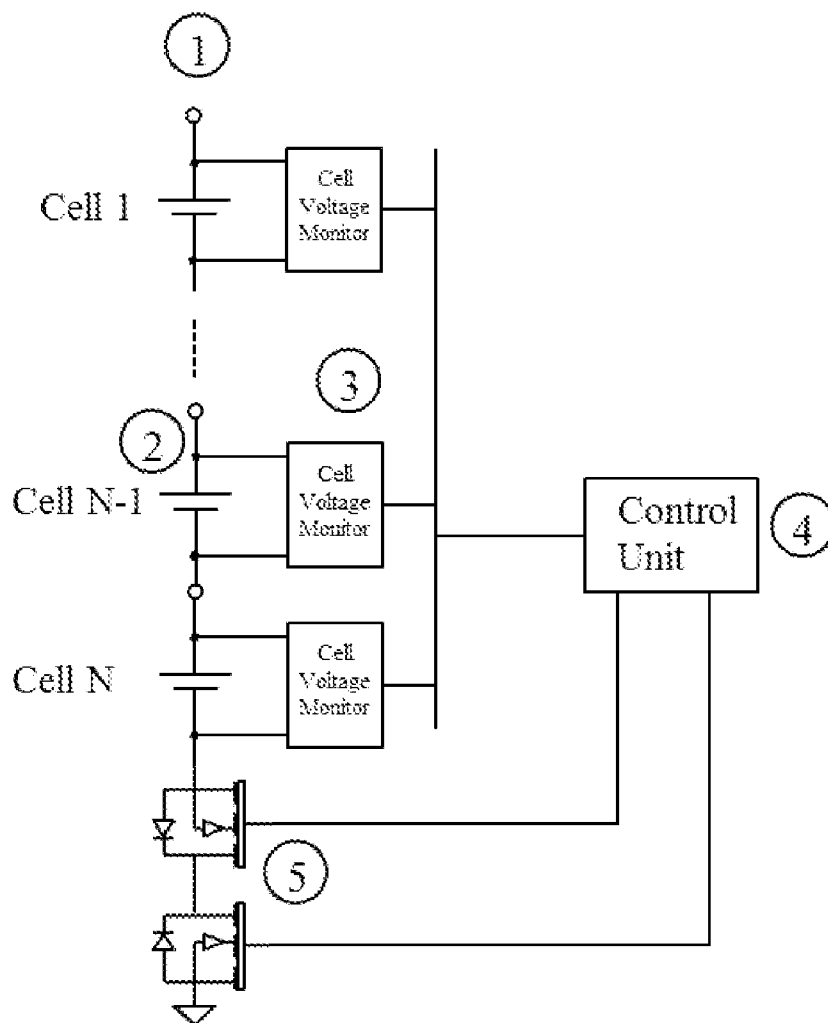 1
Cell 1
Cell
Voltage
Monitor
3
2
Cell N-1
Cell
Voltage
Monitor
Control
Unit
4
Cell N
Cell
Voltage
Monitor
5